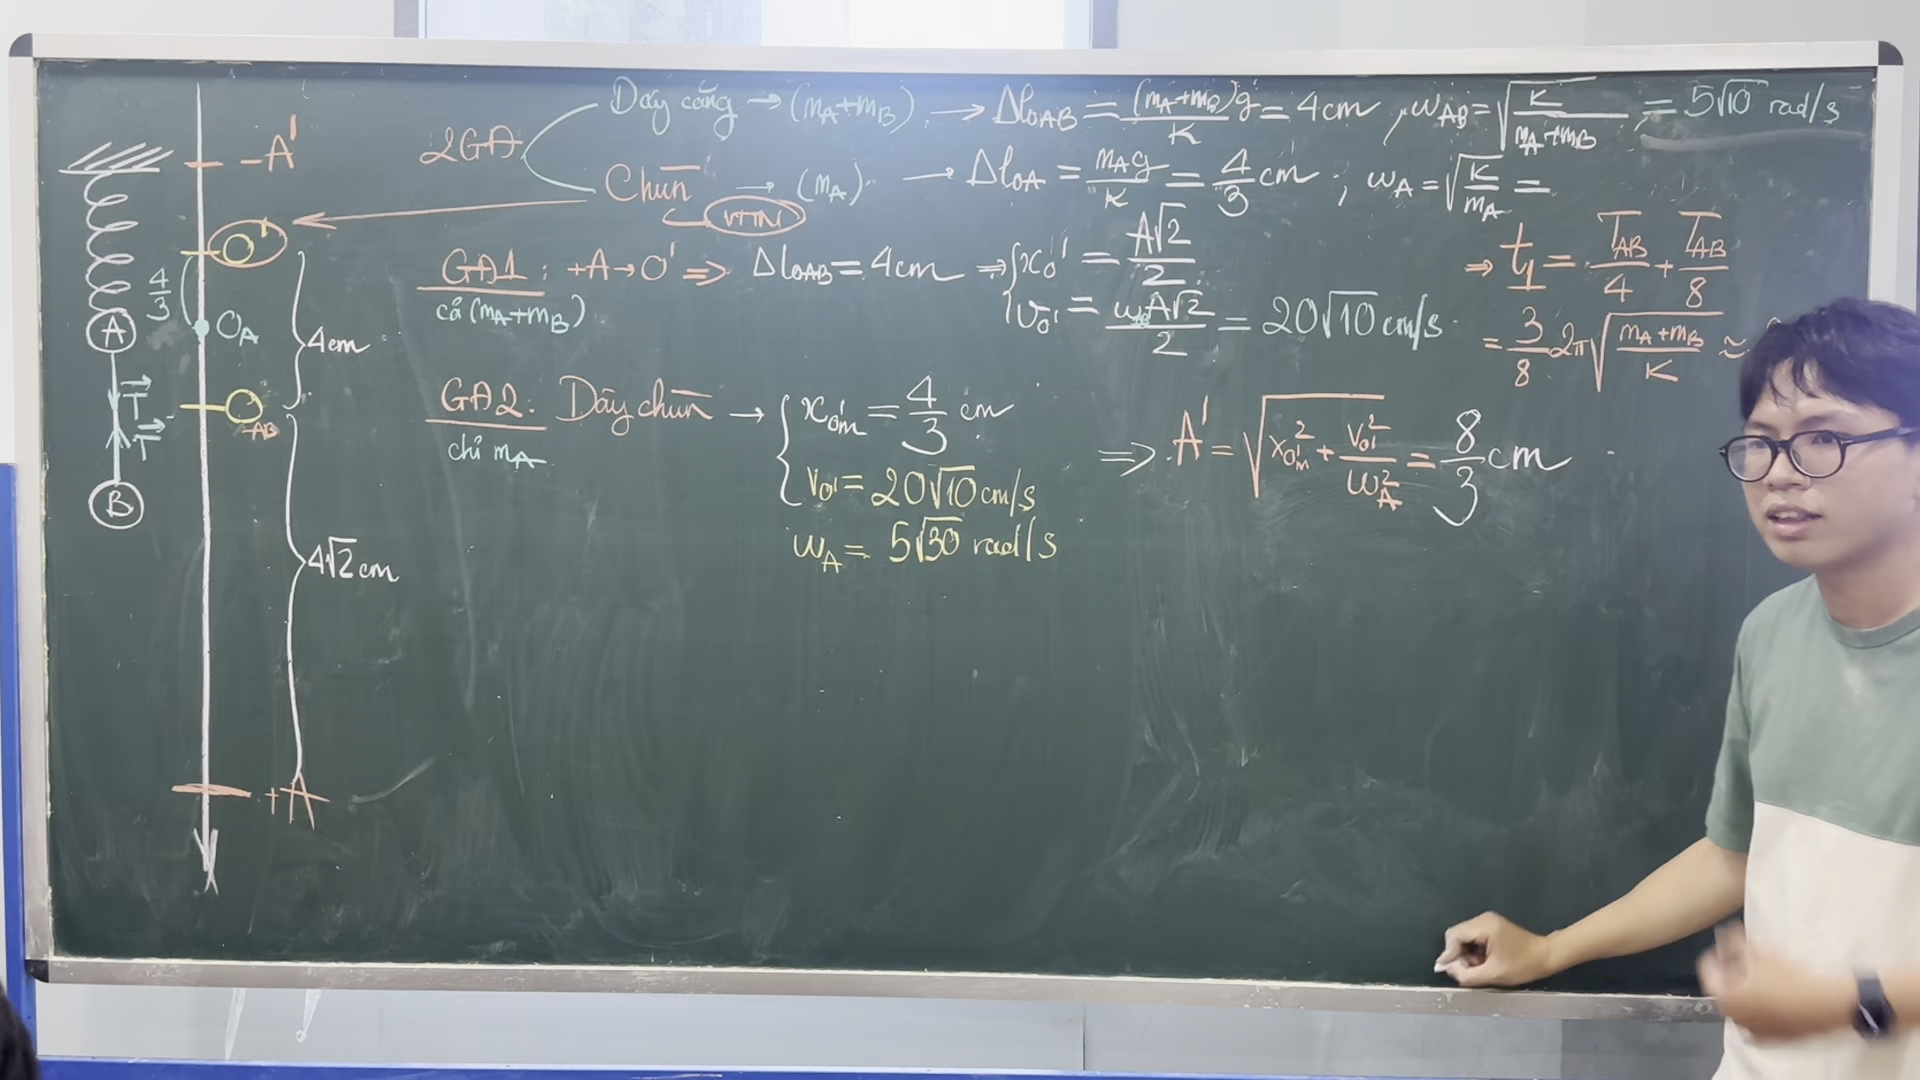 2GĐ
Dây căng → (mA+mB) → Δl0AB = (mA+mB)g/K = 4cm, ωAB = √(K/(mA+mB)) = 5√10 rad/s
Chùn → (mA) → Δl0A = mAg/K = 4/3 cm; ωA = √(K/mA) =
VTTN
GĐ1: +A → O' ⇒ Δl0AB = 4cm ⇒ { x0' = A√2/2
v0' = ωABA√2/2 = 20√10 cm/s
cả (mA+mB)
⇒ t1 = TAB/4 + TAB/8
= 3/8 2π √((mA+mB)/K) ≈
GĐ2: Dây chùn → { x0'm = 4/3 cm
v0' = 20√10 cm/s
ωA = 5√30 rad/s
chỉ mA
⇒ A' = √(x0'm² + v0'²/ωA²) = 8/3 cm
-A'
O'
4/3
A
OA
4cm
T
OAB
T
B
4√2 cm
+A
x